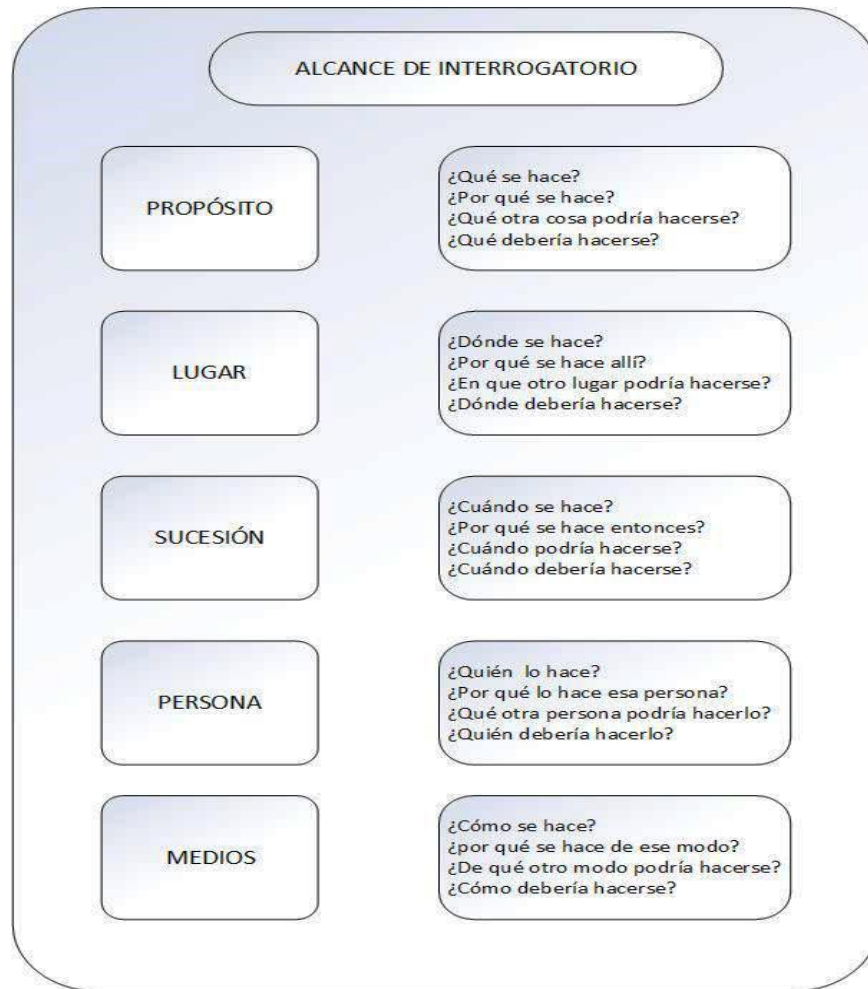 ALCANCE DE INTERROGATORIO
PROPÓSITO
¿Qué se hace?
¿Por qué se hace?
¿Qué otra cosa podría hacerse?
¿Qué debería hacerse?
LUGAR
¿Dónde se hace?
¿Por qué se hace allí?
¿En que otro lugar podría hacerse?
¿Dónde debería hacerse?
SUCESIÓN
¿Cuándo se hace?
¿Por qué se hace entonces?
¿Cuándo podría hacerse?
¿Cuándo debería hacerse?
PERSONA
¿Quién lo hace?
¿Por qué lo hace esa persona?
¿Qué otra persona podría hacerlo?
¿Quién debería hacerlo?
MEDIOS
¿Cómo se hace?
¿por qué se hace de ese modo?
¿De qué otro modo podría hacerse?
¿Cómo debería hacerse?